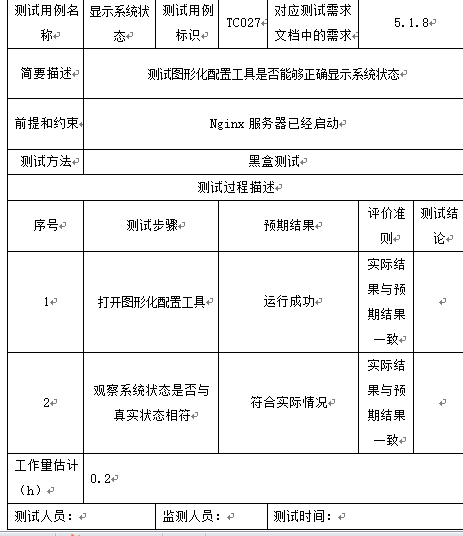 测试用例名称 显示系统状态 测试用例标识 TC027 对应测试需求文档中的需求 5.1.8
简要描述 测试图形化配置工具是否能够正确显示系统状态
前提和约束 Nginx 服务器已经启动
测试方法 黑盒测试
测试过程描述
序号 测试步骤 预期结果 评价准则 测试结论
1 打开图形化配置工具 运行成功 实际结果与预期结果一致
2 观察系统状态是否与真实状态相符 符合实际情况 实际结果与预期结果一致
工作量估计（h） 0.2
测试人员： 监测人员： 测试时间：